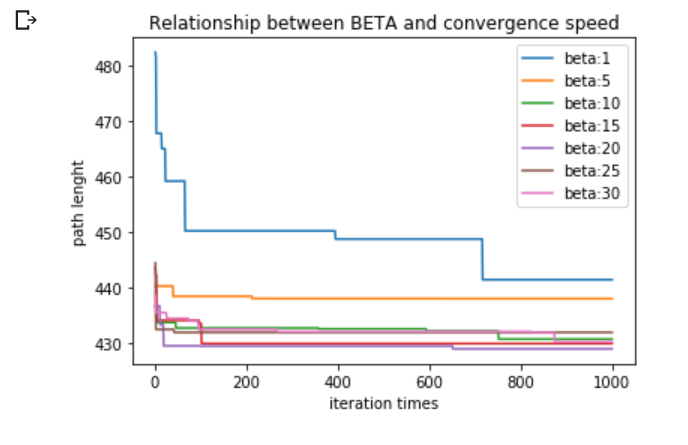 Relationship between BETA and convergence speed
480
470
460
450
440
430
path lenght
0 200 400 600 800 1000
iteration times
beta:1
beta:5
beta:10
beta:15
beta:20
beta:25
beta:30